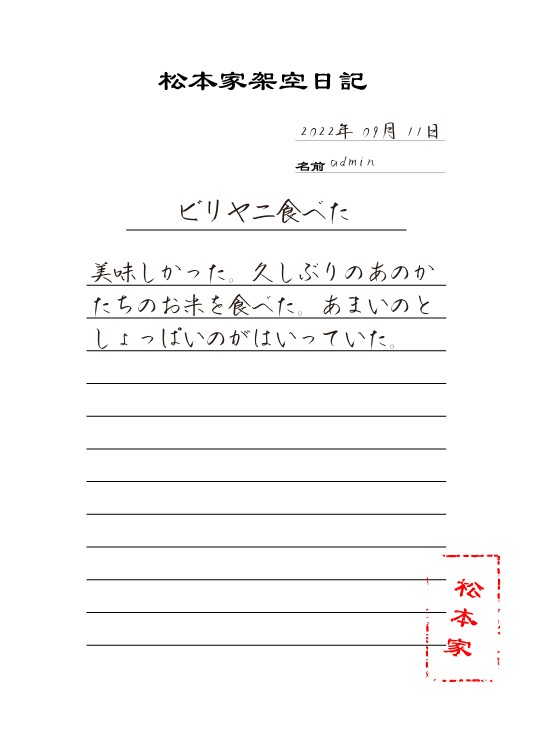 松本家架空日記
2022年 09月 11日
名前 admin
ビリヤニ食べた
美味しかった。久しぶりのあのか
たちのお米を食べた。あまいのと
しょっぱいのがはいっていた。
松
本
家